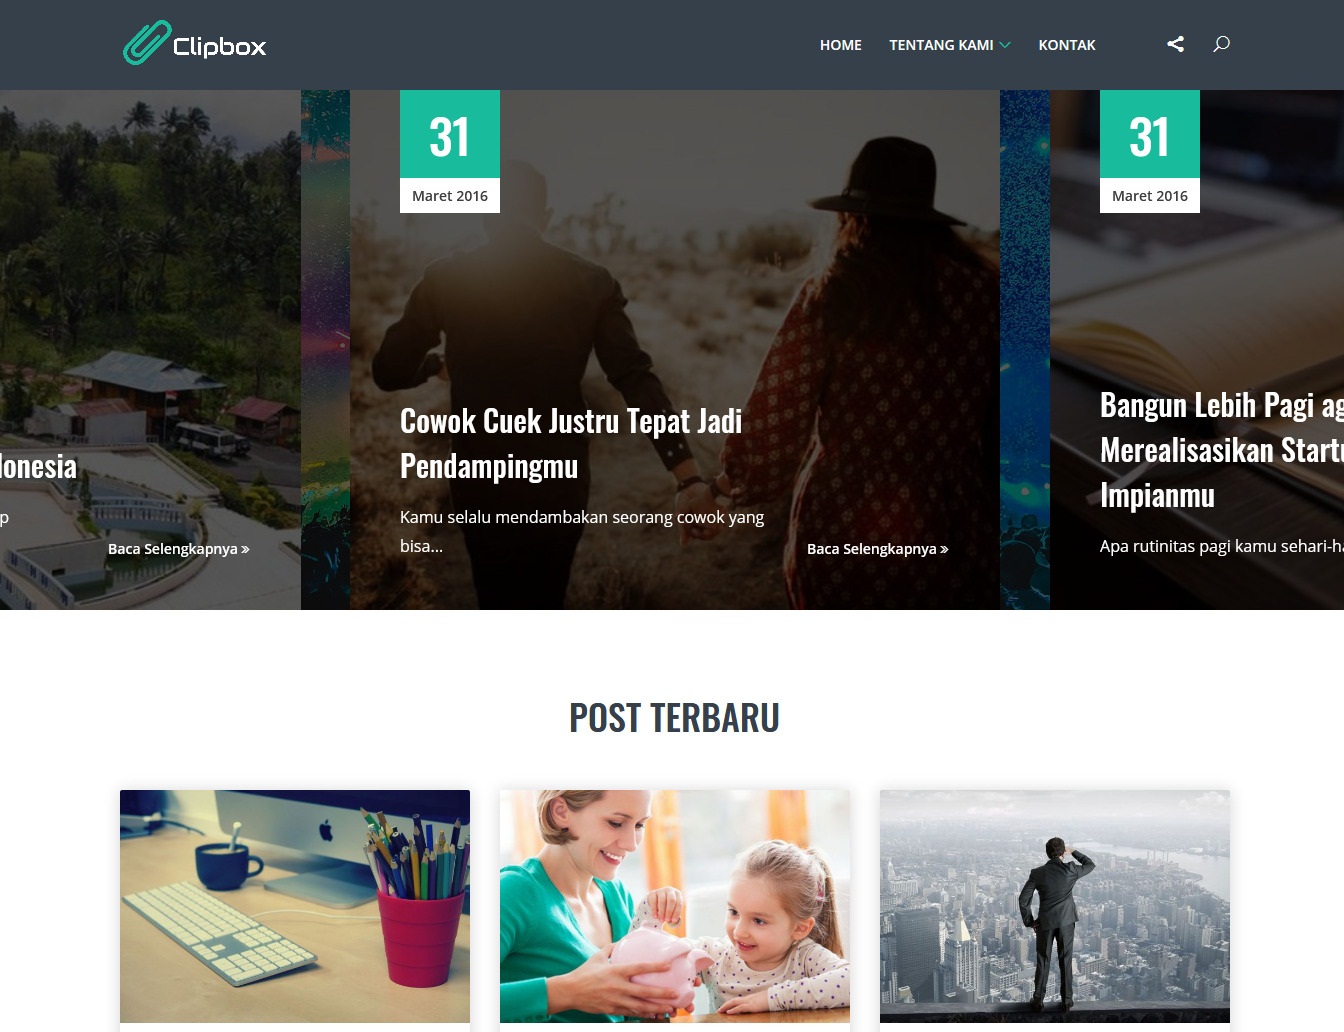 Clipbox
HOME
TENTANG KAMI
KONTAK
donesia
p
Baca Selengkapnya »
31
Maret 2016
Cowok Cuek Justru Tepat Jadi
Pendampingmu
Kamu selalu mendambakan seorang cowok yang
bisa...
Baca Selengkapnya »
31
Maret 2016
Bangun Lebih Pagi ag
Merealisasikan Startu
Impianmu
Apa rutinitas pagi kamu sehari-ha
POST TERBARU